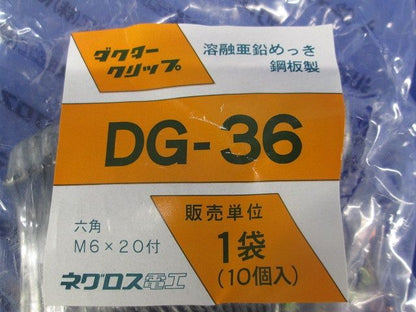 ダクター
クリップ
溶融亜鉛めっき
鋼板製
DG-36
六角
M6×20付
販売単位
1袋
(10個入)
ネグロス電工